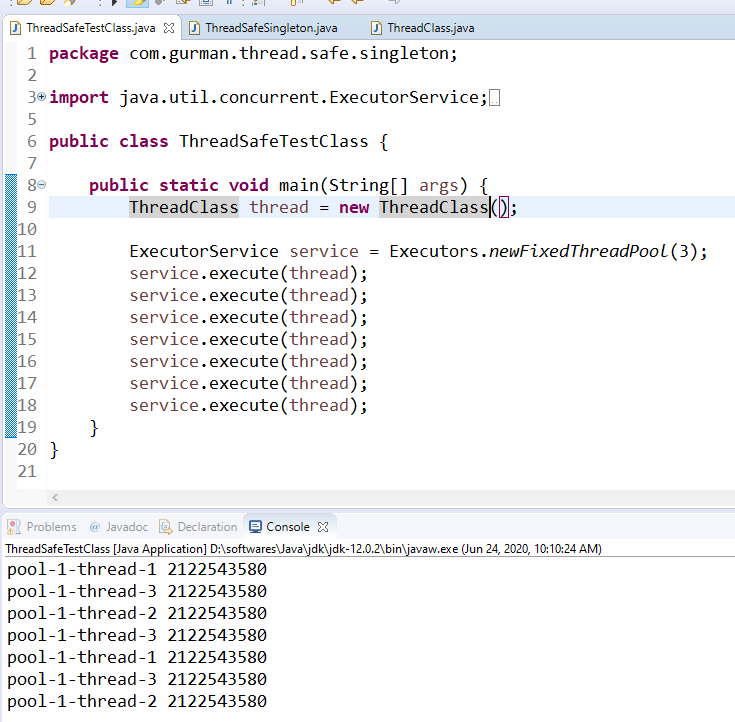 ThreadSafeTestClass.java ThreadSafeSingleton.java ThreadClass.java
1 package com.gurman.thread.safe.singleton;
2
3 import java.util.concurrent.ExecutorService;
5
6 public class ThreadSafeTestClass {
7
8 public static void main(String[] args) {
9 ThreadClass thread = new ThreadClass();
10
11 ExecutorService service = Executors.newFixedThreadPool(3);
12 service.execute(thread);
13 service.execute(thread);
14 service.execute(thread);
15 service.execute(thread);
16 service.execute(thread);
17 service.execute(thread);
18 service.execute(thread);
19 }
20 }
21
Problems @ Javadoc Declaration Console
ThreadSafeTestClass [Java Application] D:\softwares\Java\jdk\jdk-12.0.2\bin\javaw.exe (Jun 24, 2020, 10:10:24 AM)
pool-1-thread-1 2122543580
pool-1-thread-3 2122543580
pool-1-thread-2 2122543580
pool-1-thread-3 2122543580
pool-1-thread-1 2122543580
pool-1-thread-3 2122543580
pool-1-thread-2 2122543580